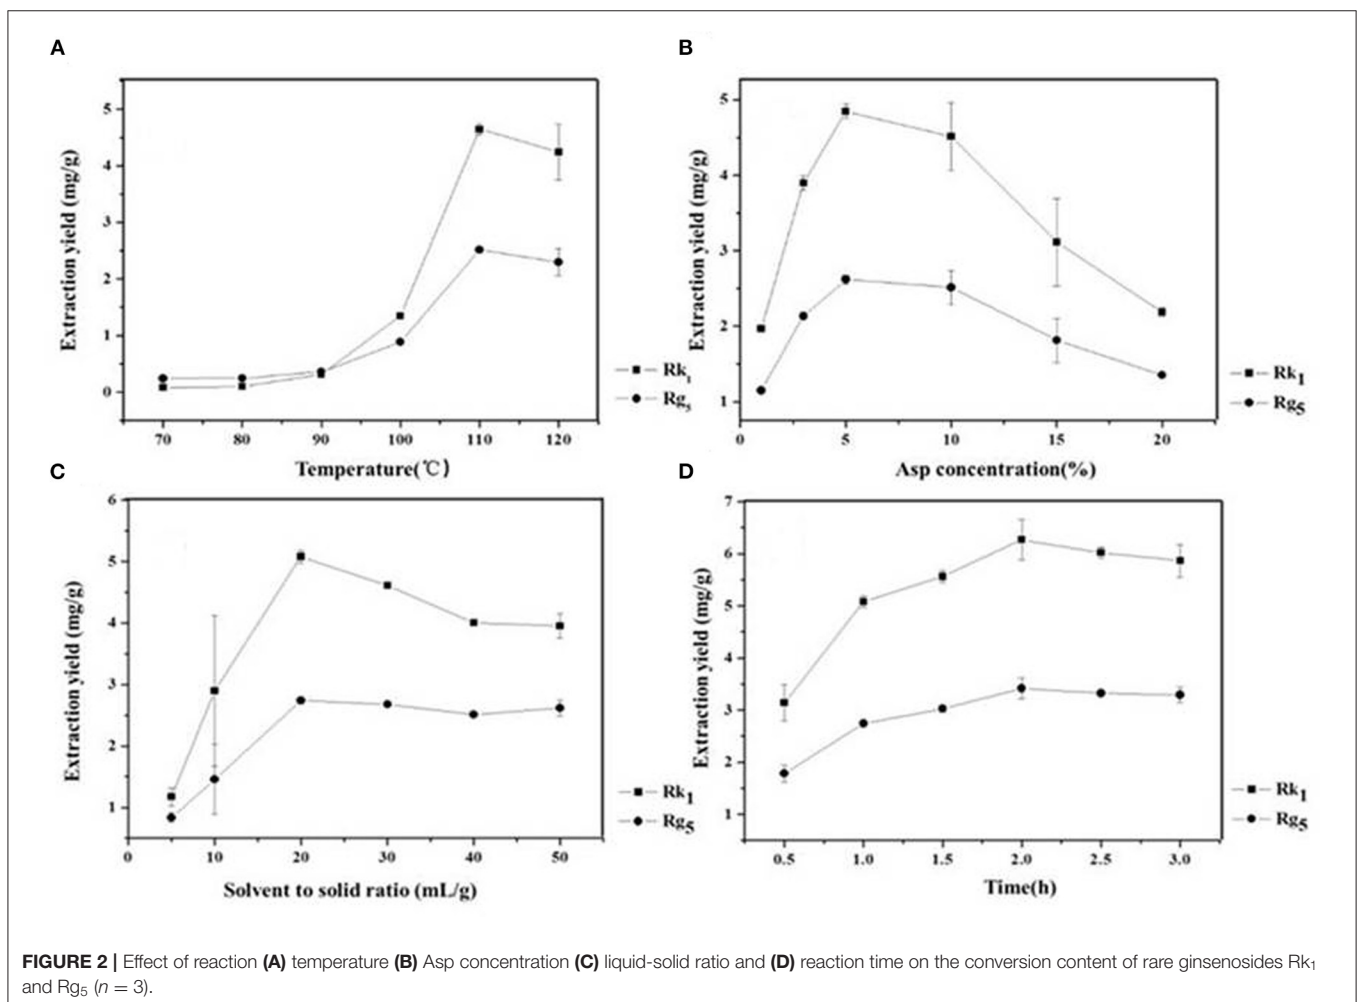 A
Extraction yield (mg/g)
5
4
3
2
1
0
70 80 90 100 110 120
Temperature(℃)
Rk₁
Rg₅
B
Extraction yield (mg/g)
5
4
3
2
1
0 5 10 15 20
Asp concentration(%)
Rk₁
Rg₅
C
Extraction yield (mg/g)
6
5
4
3
2
1
0 10 20 30 40 50
Solvent to solid ratio (mL/g)
Rk₁
Rg₅
D
Extraction yield (mg/g)
7
6
5
4
3
2
1
0.5 1.0 1.5 2.0 2.5 3.0
Time(h)
Rk₁
Rg₅
FIGURE 2 | Effect of reaction (A) temperature (B) Asp concentration (C) liquid-solid ratio and (D) reaction time on the conversion content of rare ginsenosides Rk₁
and Rg₅ (n = 3).